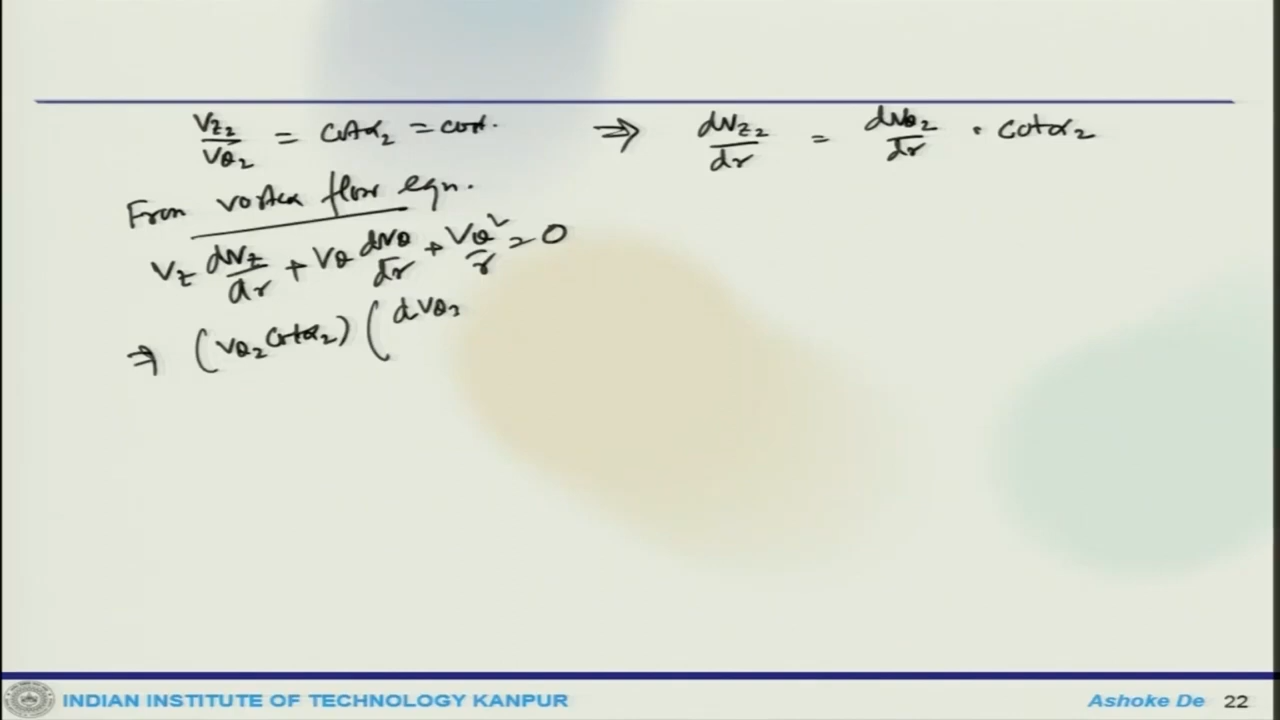 Vz₂/Vθ₂ = cotα₂ = cont. ⇒ dVz₂/dr = dVθ₂/dr · cotα₂
From vortex flow eqn.
Vz dVz/dr + Vθ dVθ/dr + Vθ²/r = 0
⇒ (Vθ₂ cotα₂) (dVθ₂
INDIAN INSTITUTE OF TECHNOLOGY KANPUR Ashoke De 22